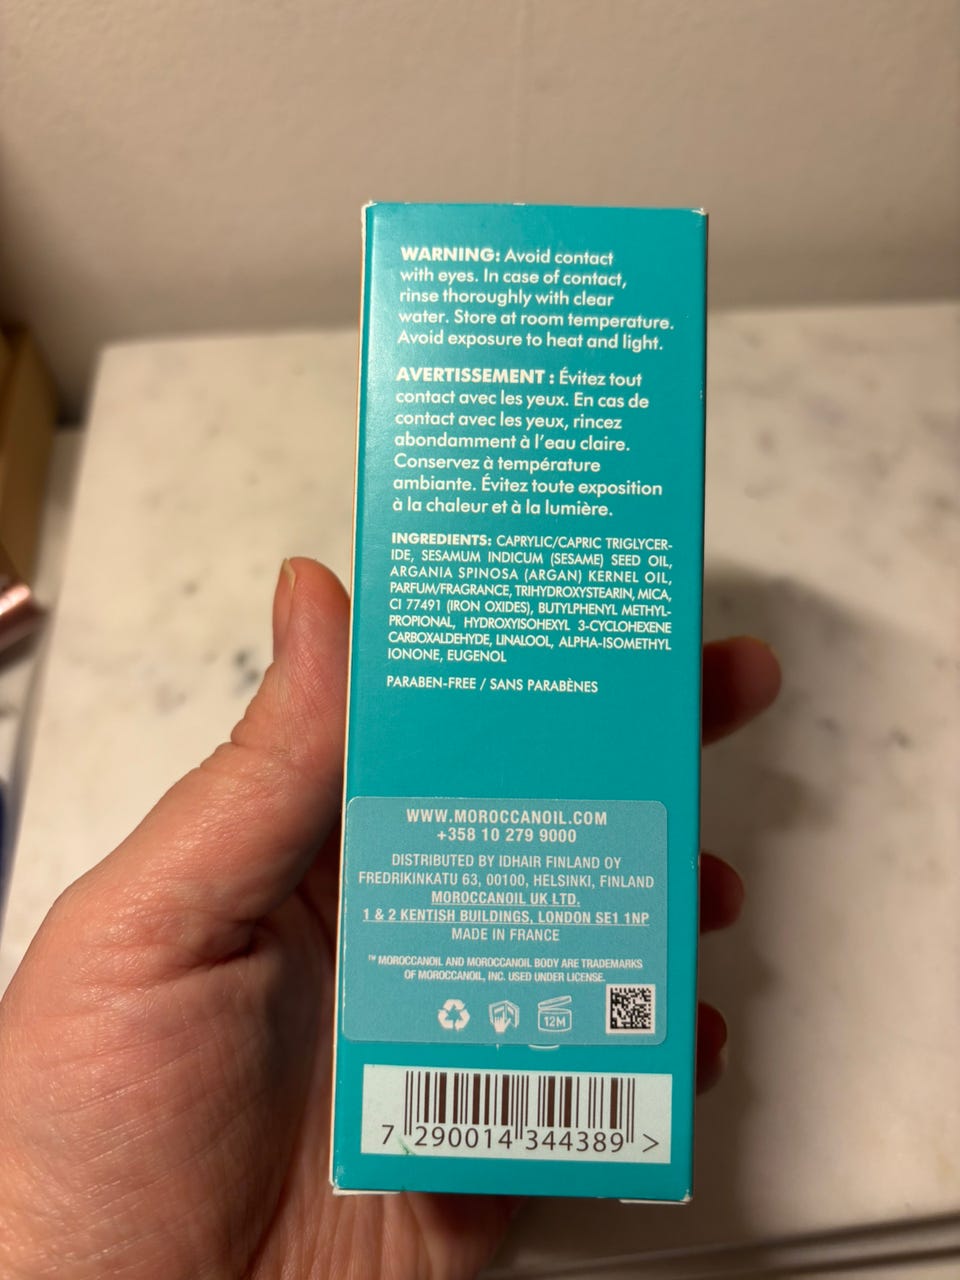 WARNING: Avoid contact
with eyes. In case of contact,
rinse thoroughly with clear
water. Store at room temperature.
Avoid exposure to heat and light.
AVERTISSEMENT : Évitez tout
contact avec les yeux. En cas de
contact avec les yeux, rincez
abondamment à l'eau claire.
Conservez à température
ambiante. Évitez toute exposition
à la chaleur et à la lumière.
INGREDIENTS: CAPRYLIC/CAPRIC TRIGLYCER-
IDE, SESAMUM INDICUM (SESAME) SEED OIL,
ARGANIA SPINOSA (ARGAN) KERNEL OIL,
PARFUM/FRAGRANCE, TRIHYDROXYSTEARIN, MICA,
CI 77491 (IRON OXIDES), BUTYLPHENYL METHYL-
PROPIONAL, HYDROXYISOHEXYL 3-CYCLOHEXENE
CARBOXALDEHYDE, LINALOOL, ALPHA-ISOMETHYL
IONONE, EUGENOL
PARABEN-FREE / SANS PARABÈNES
WWW.MOROCCANOIL.COM
+358 10 279 9000
DISTRIBUTED BY IDHAIR FINLAND OY
FREDRIKINKATU 63, 00100, HELSINKI, FINLAND
MOROCCANOIL UK LTD.
1 & 2 KENTISH BUILDINGS, LONDON SE1 1NP
MADE IN FRANCE
™ MOROCCANOIL AND MOROCCANOIL BODY ARE TRADEMARKS
OF MOROCCANOIL, INC. USED UNDER LICENSE.
12M
7 290014 344389 >